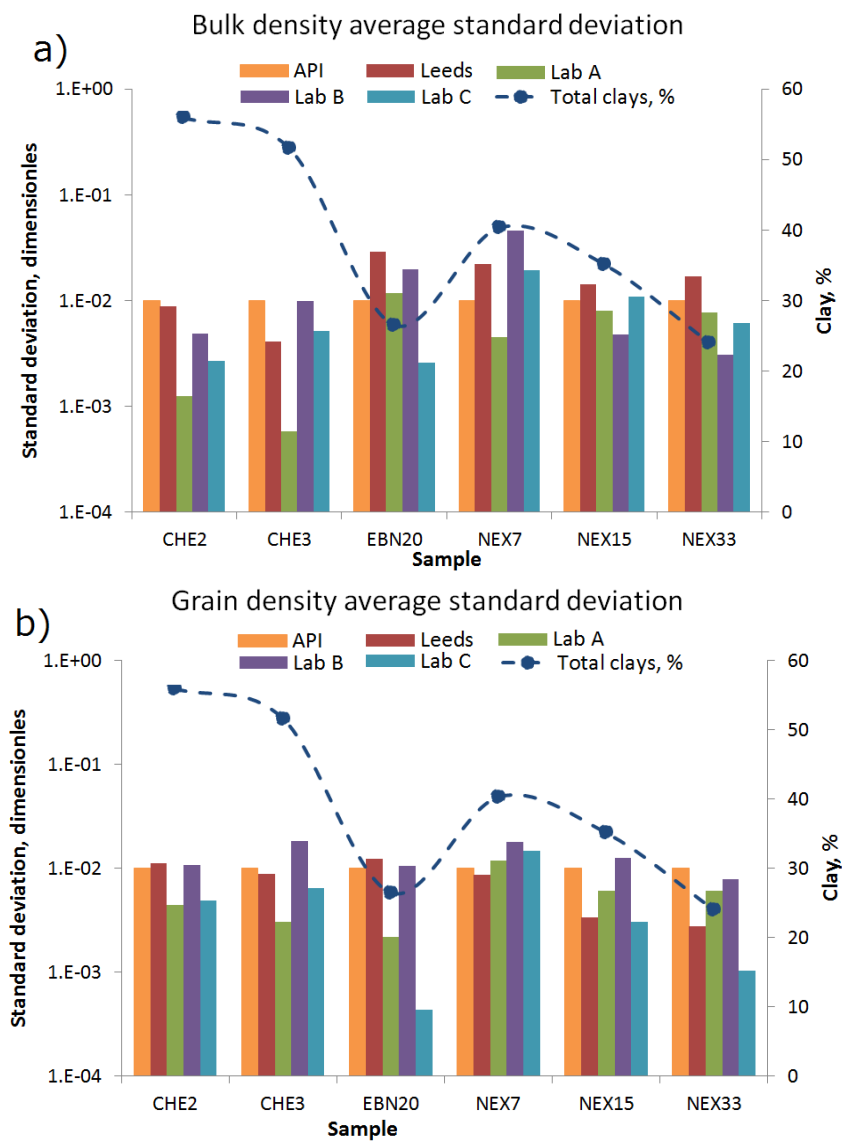 Bulk density average standard deviation
a)
API Leeds Lab A
Lab B Lab C Total clays, %
1.E+00 60
50
1.E-01
40
1.E-02 30
20
1.E-03
10
1.E-04 0
Standard deviation, dimensionles
Clay, %
CHE2 CHE3 EBN20 NEX7 NEX15 NEX33
Sample
Grain density average standard deviation
b)
API Leeds Lab A
Lab B Lab C Total clays, %
1.E+00 60
50
1.E-01
40
1.E-02 30
20
1.E-03
10
1.E-04 0
Standard deviation, dimensionles
Clay, %
CHE2 CHE3 EBN20 NEX7 NEX15 NEX33
Sample